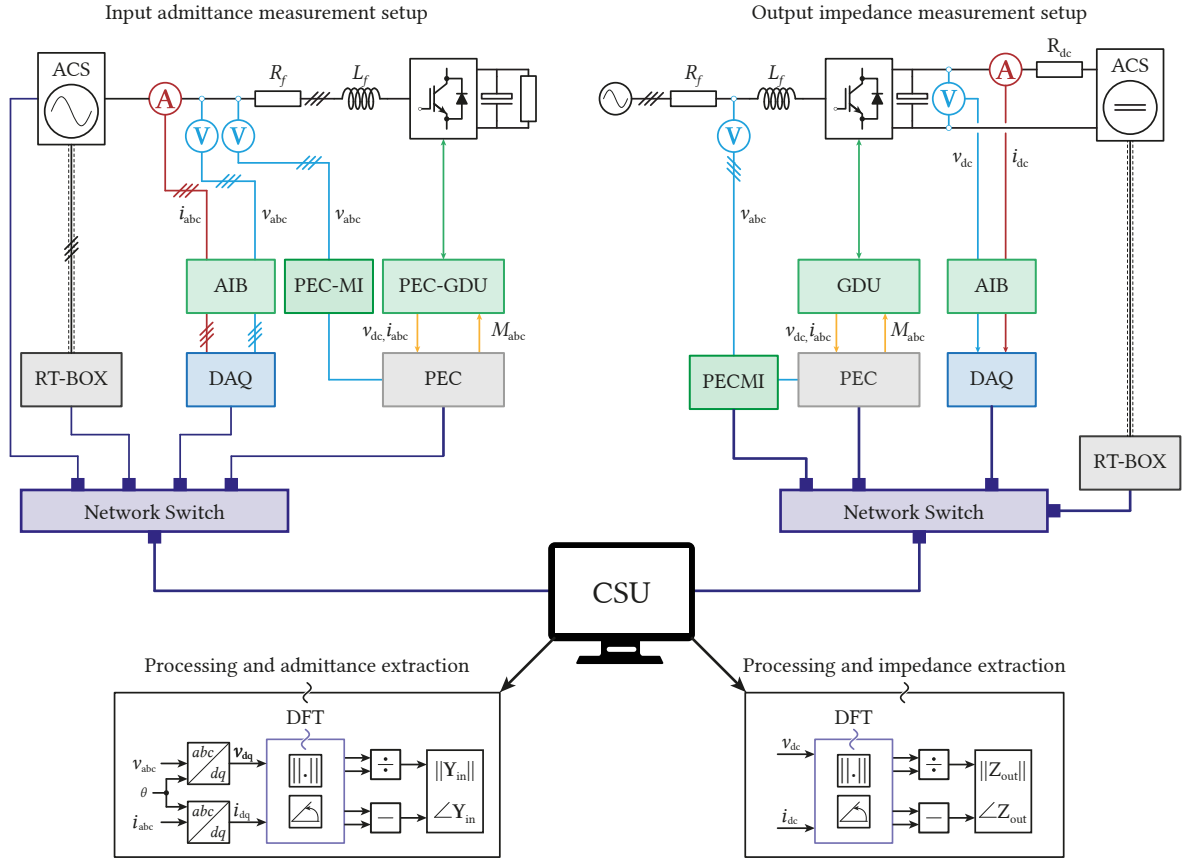 Input admittance measurement setup
ACS
A
V
V
R_f
L_f
i_abc
v_abc
v_abc
AIB
PEC-MI
PEC-GDU
v_dc, i_abc
M_abc
RT-BOX
DAQ
PEC
Network Switch
Output impedance measurement setup
R_f
L_f
V
V
A
R_dc
ACS
v_abc
v_dc
i_dc
GDU
AIB
v_dc, i_abc
M_abc
PECMI
PEC
DAQ
RT-BOX
Network Switch
CSU
Processing and admittance extraction
DFT
v_abc
θ
i_abc
abc
dq
abc
dq
v_dq
i_dq
||.||
÷
−
||Y_in||
∠Y_in
Processing and impedance extraction
DFT
v_dc
i_dc
||.||
÷
−
||Z_out||
∠Z_out